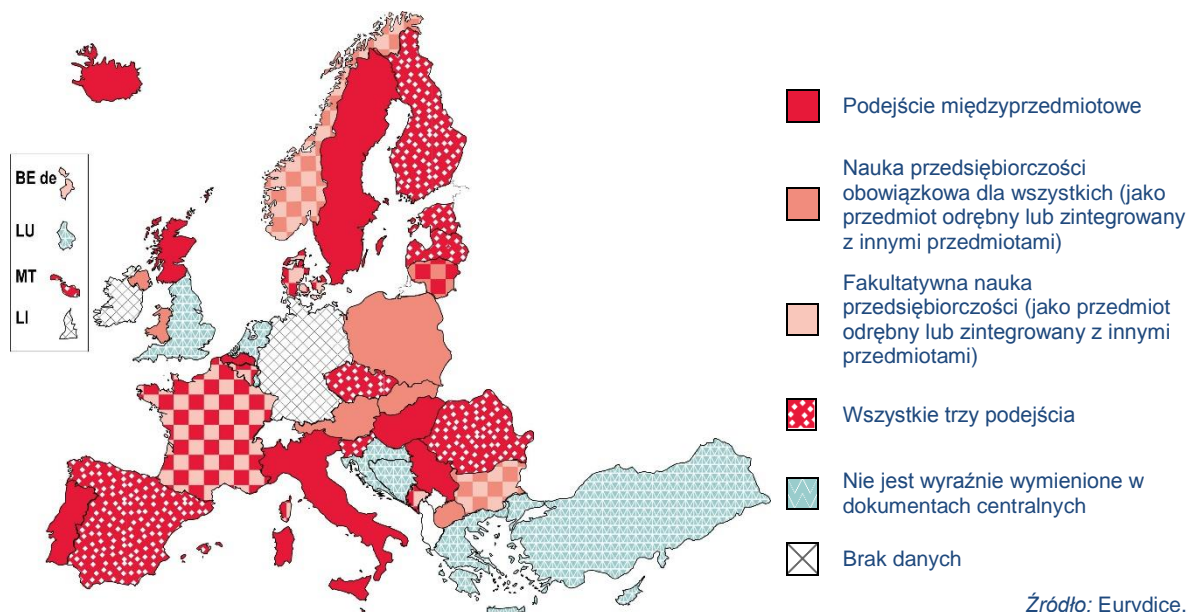 BE de
LU
MT
LI
Podejście międzyprzedmiotowe
Nauka przedsiębiorczości
obowiązkowa dla wszystkich (jako
przedmiot odrębny lub zintegrowany
z innymi przedmiotami)
Fakultatywna nauka
przedsiębiorczości (jako przedmiot
odrębny lub zintegrowany z innymi
przedmiotami)
Wszystkie trzy podejścia
Nie jest wyraźnie wymienione w
dokumentach centralnych
Brak danych
Źródło: Eurydice.